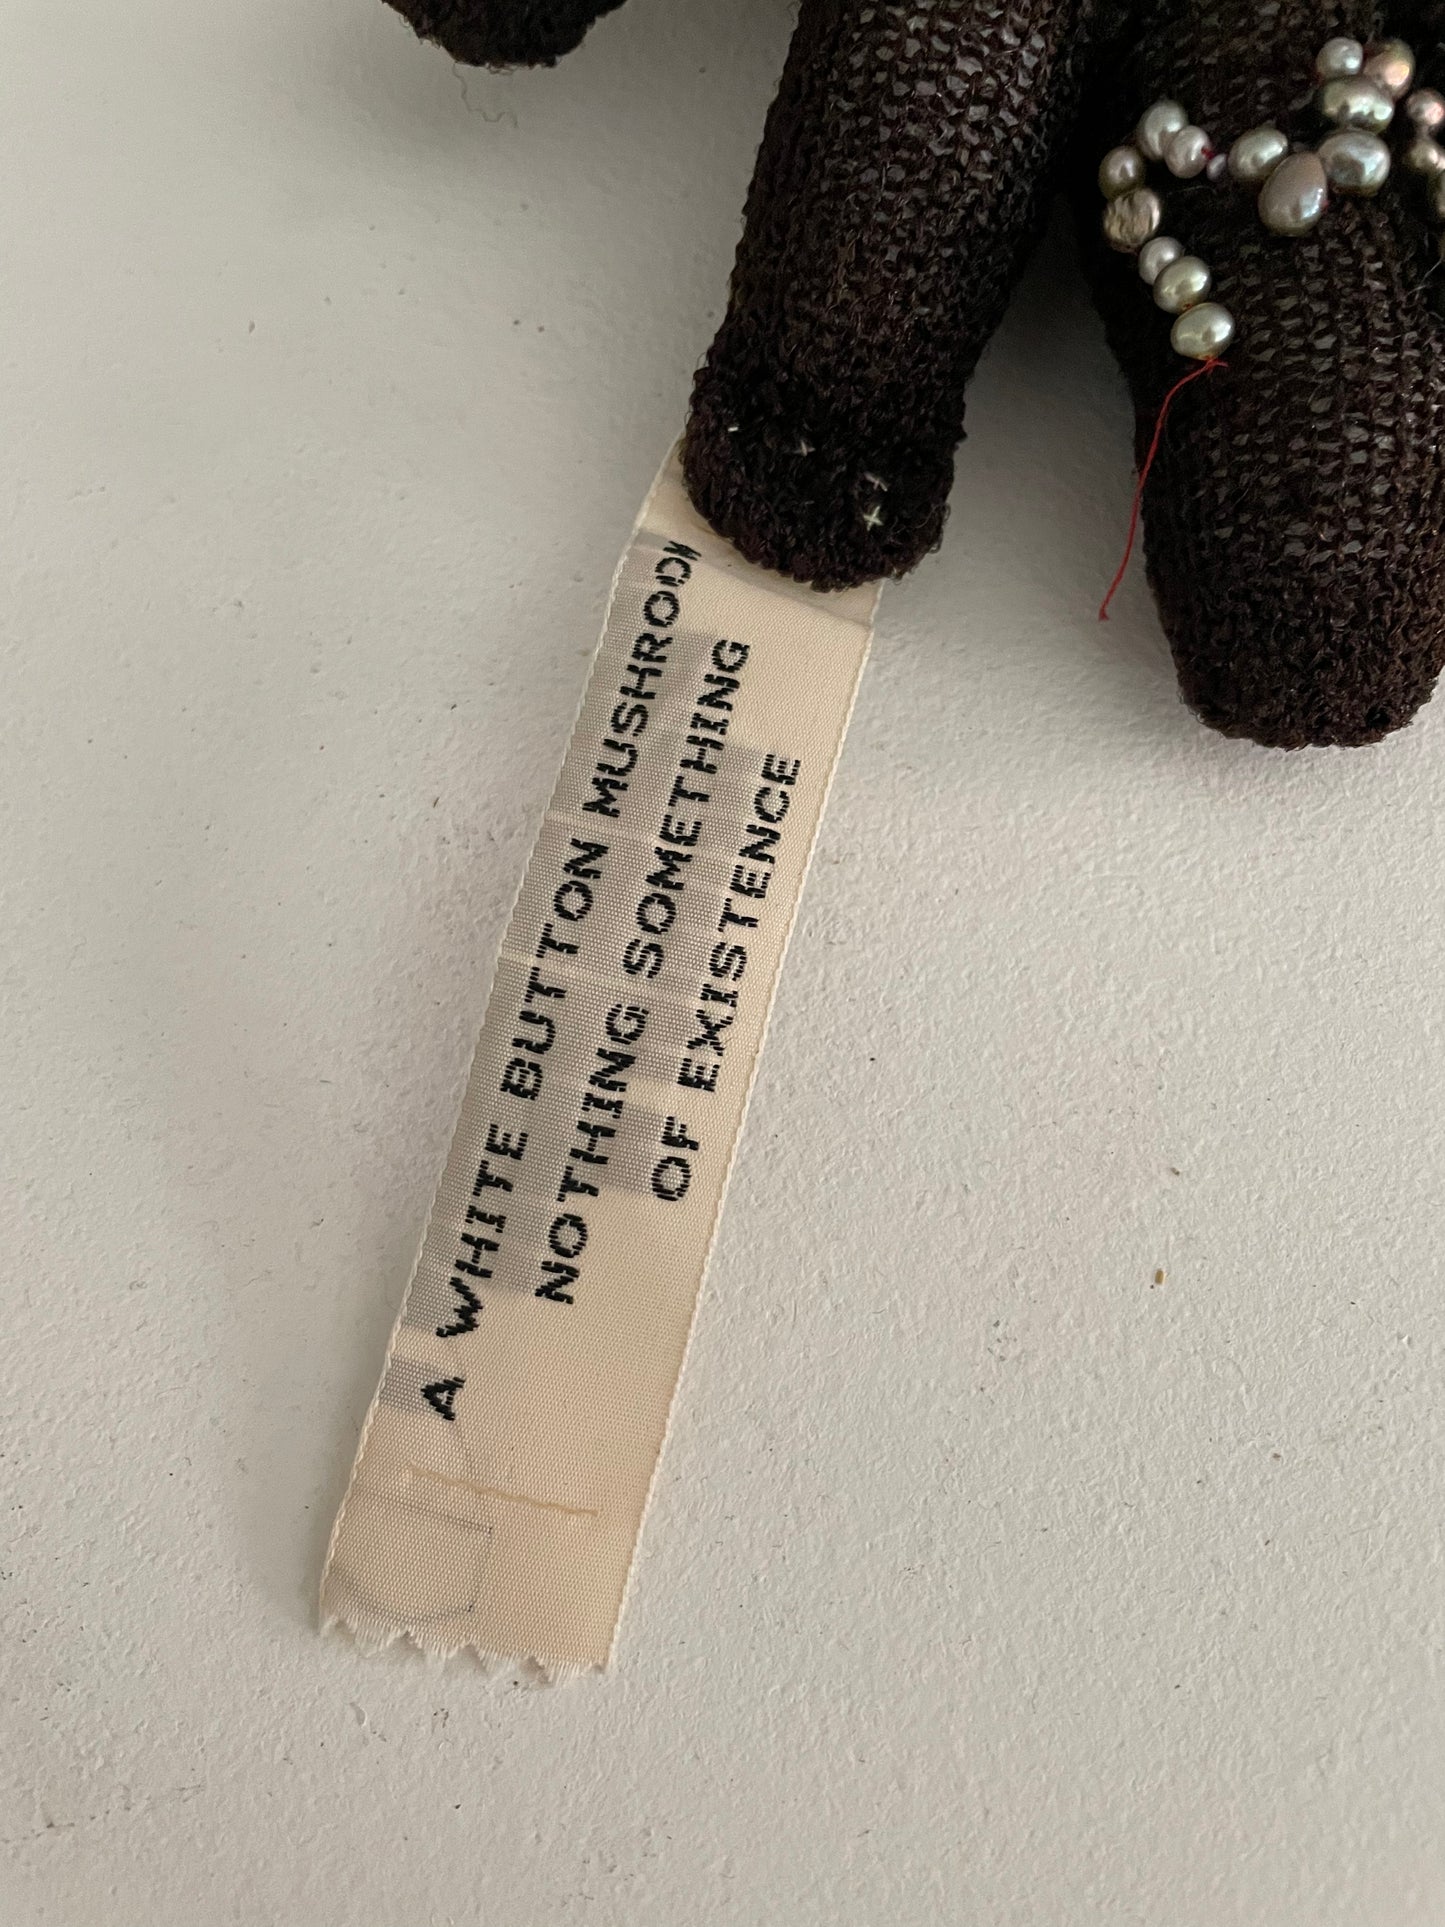 A WHITE BUTTON MUSHROOM
NOTHING SOMETHING
OF EXISTENCE